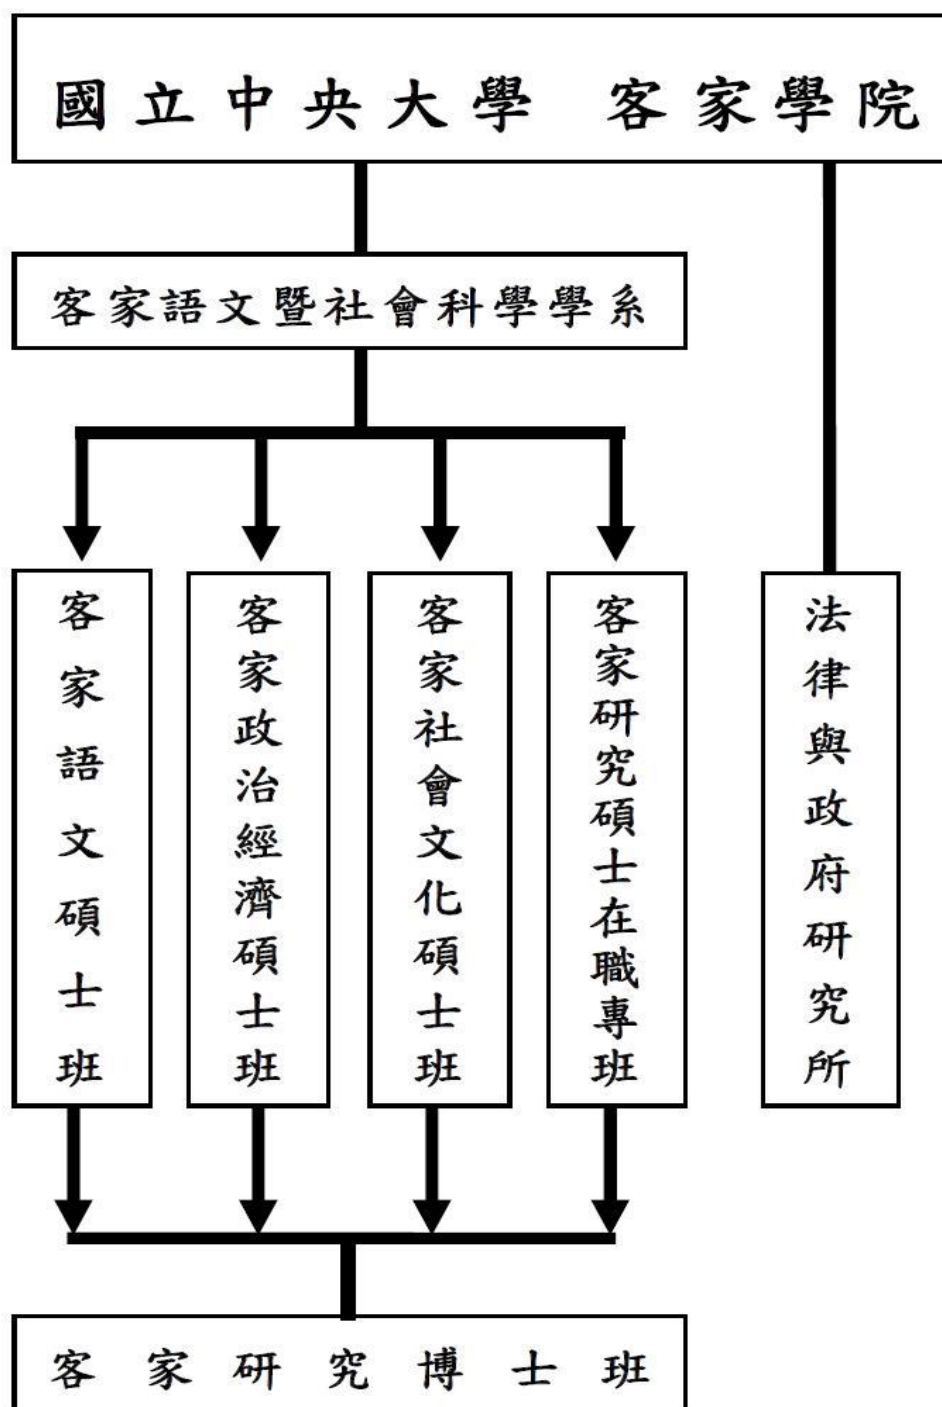 國立中央大學 客家學院
客家語文暨社會科學學系
客家語文碩士班
客家政治經濟碩士班
客家社會文化碩士班
客家研究碩士在職專班
法律與政府研究所
客家研究博士班